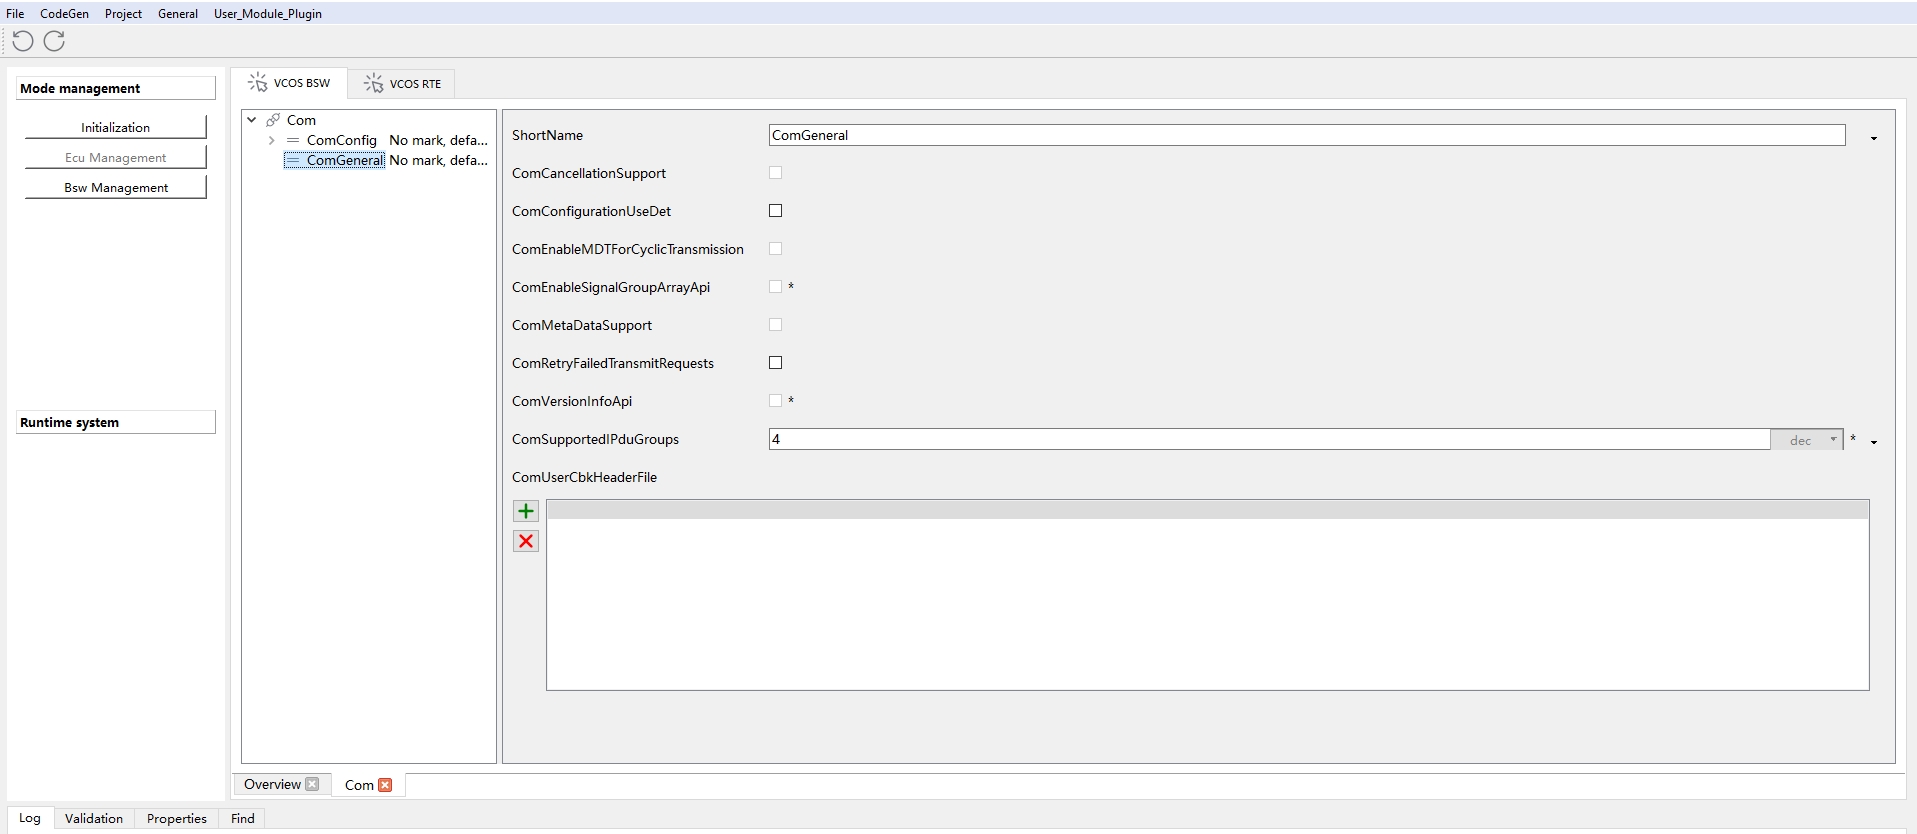 File CodeGen Project General User_Module_Plugin
Mode management
Initialization
Ecu Management
Bsw Management
Runtime system
VCOS BSW VCOS RTE
Com
ComConfig No mark, defa...
ComGeneral No mark, defa...
ShortName ComGeneral
ComCancellationSupport
ComConfigurationUseDet
ComEnableMDTForCyclicTransmission
ComEnableSignalGroupArrayApi *
ComMetaDataSupport
ComRetryFailedTransmitRequests
ComVersionInfoApi *
ComSupportedIPduGroups 4 dec *
ComUserCbkHeaderFile
Overview Com
Log Validation Properties Find